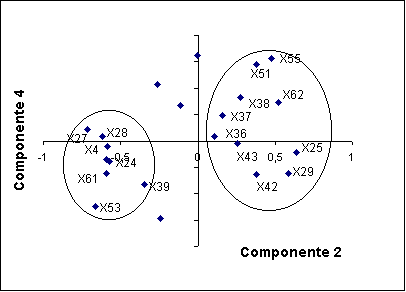 X55
X51
X62
X38
X37
X27
X28
X36
X4
X24
X43
X25
-1
-0,5
0
0,5
1
X61
X39
X42
X29
X53
Componente 4
Componente 2